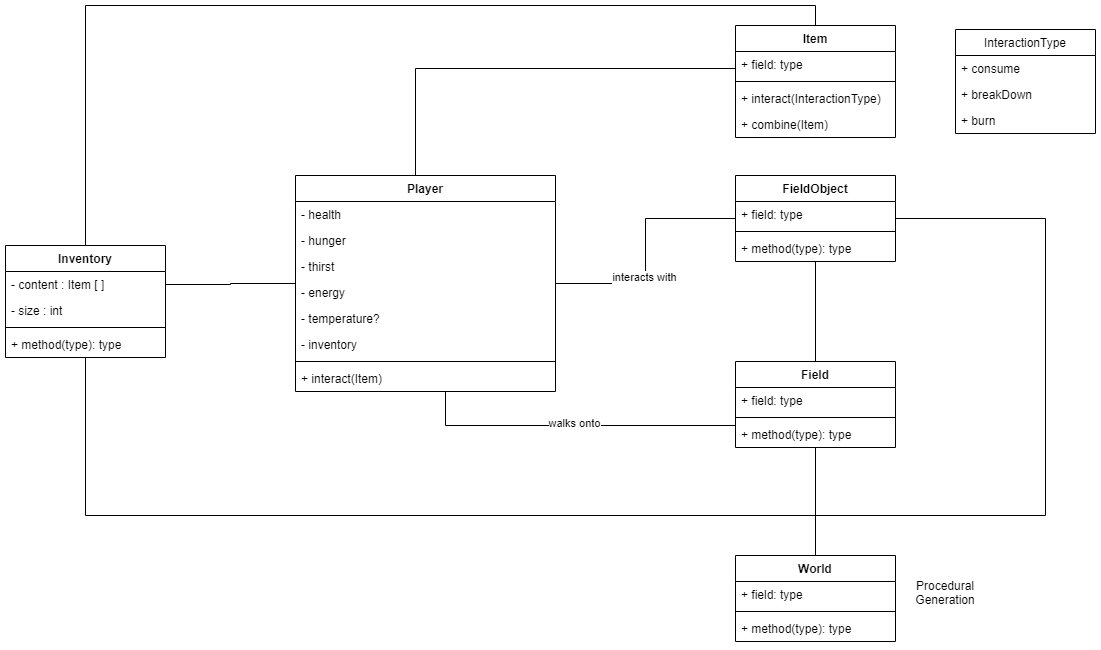 Item
+ field: type
+ interact(InteractionType)
+ combine(Item)
InteractionType
+ consume
+ breakDown
+ burn
Player
- health
- hunger
- thirst
- energy
- temperature?
- inventory
+ interact(Item)
FieldObject
+ field: type
+ method(type): type
Inventory
- content : Item [ ]
- size : int
+ method(type): type
interacts with
Field
+ field: type
+ method(type): type
walks onto
World
+ field: type
+ method(type): type
Procedural
Generation